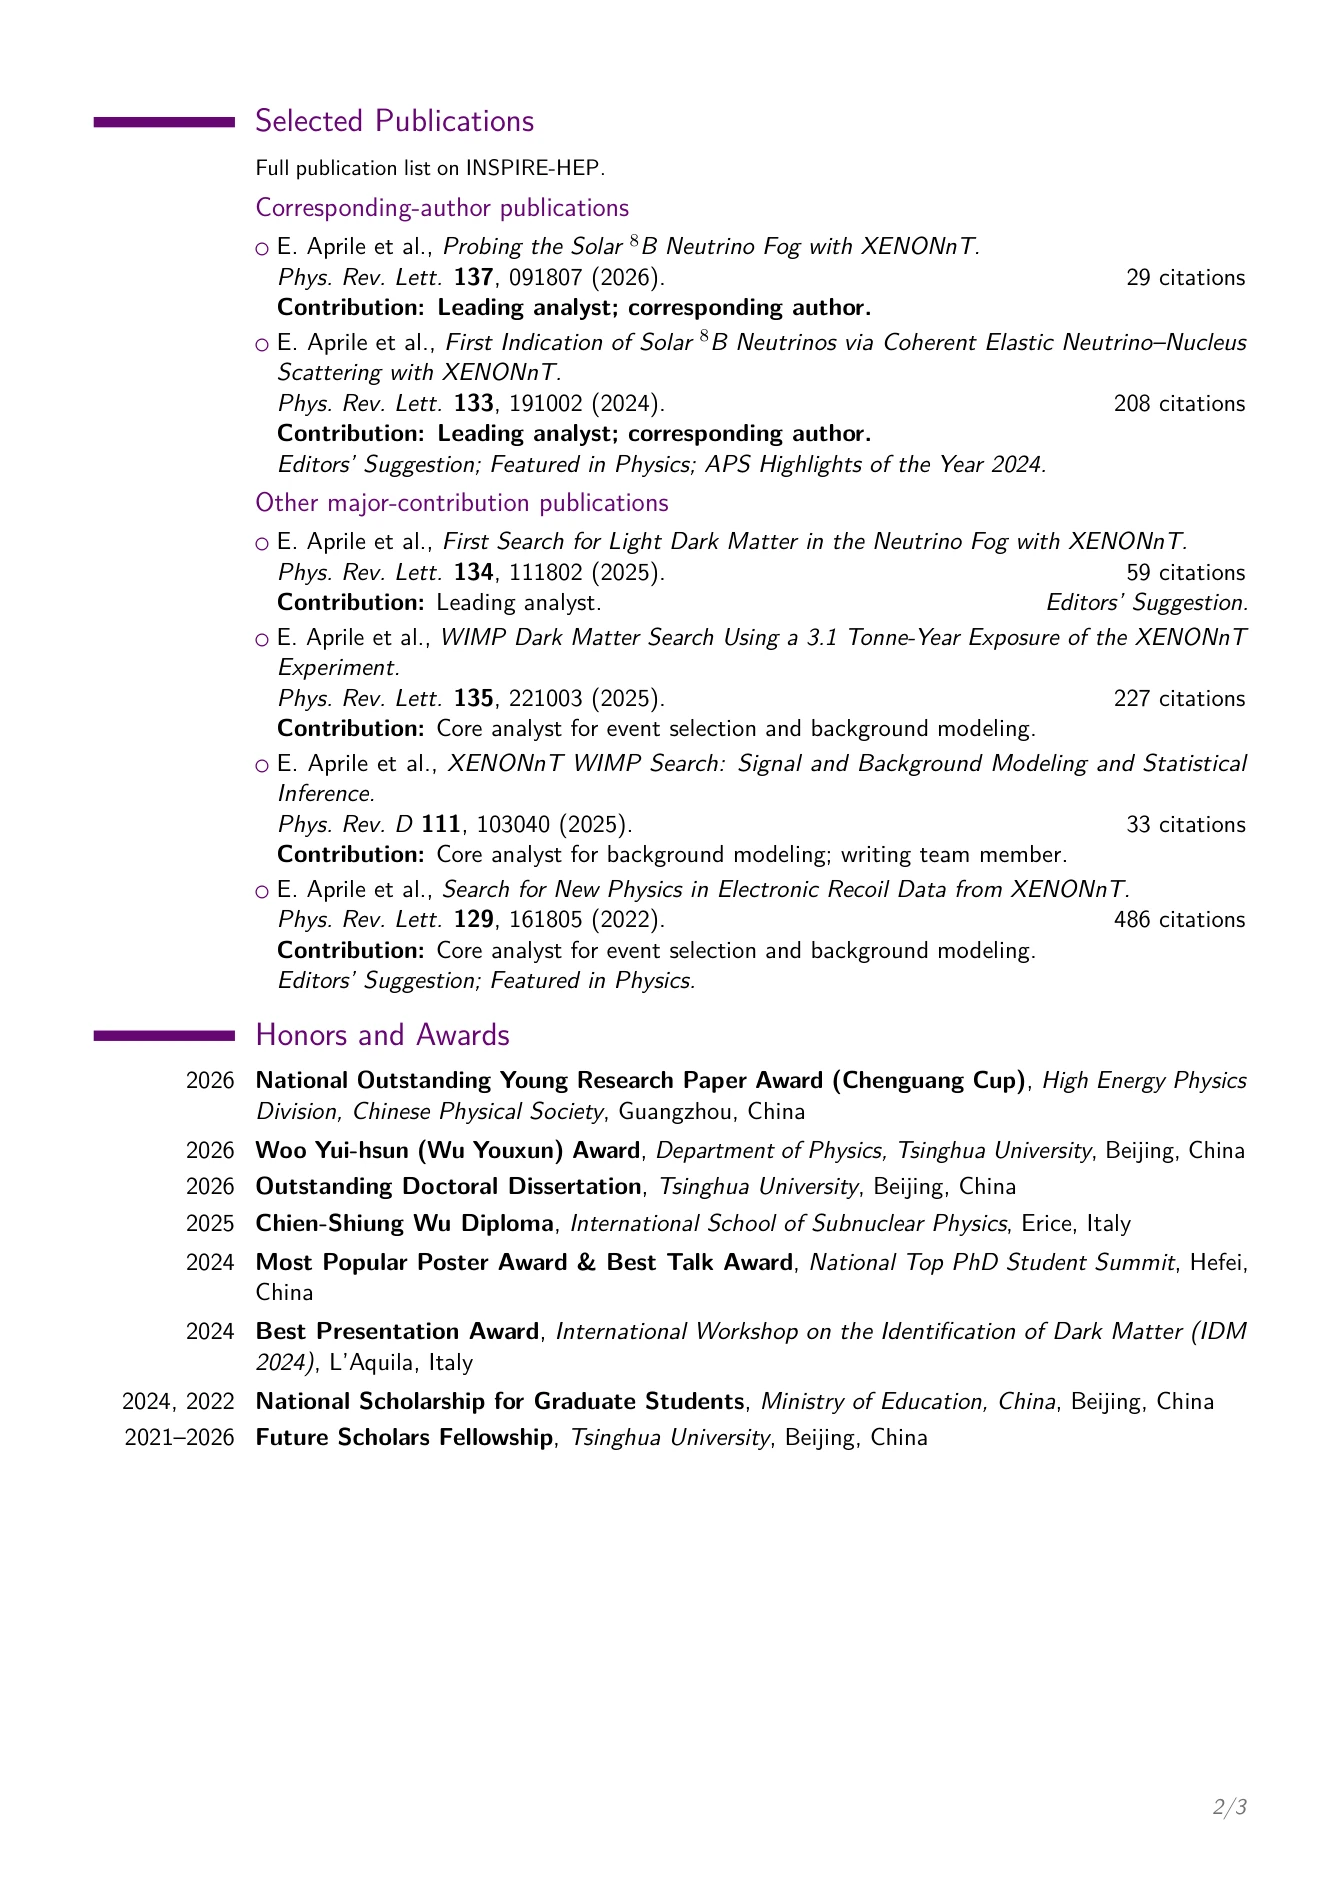 Selected Publications
Full publication list on INSPIRE-HEP.
Corresponding-author publications
○ E. Aprile et al., Probing the Solar ⁸B Neutrino Fog with XENONnT.
Phys. Rev. Lett. 137, 091807 (2026). 29 citations
Contribution: Leading analyst; corresponding author.
○ E. Aprile et al., First Indication of Solar ⁸B Neutrinos via Coherent Elastic Neutrino–Nucleus
Scattering with XENONnT.
Phys. Rev. Lett. 133, 191002 (2024). 208 citations
Contribution: Leading analyst; corresponding author.
Editors' Suggestion; Featured in Physics; APS Highlights of the Year 2024.
Other major-contribution publications
○ E. Aprile et al., First Search for Light Dark Matter in the Neutrino Fog with XENONnT.
Phys. Rev. Lett. 134, 111802 (2025). 59 citations
Contribution: Leading analyst. Editors' Suggestion.
○ E. Aprile et al., WIMP Dark Matter Search Using a 3.1 Tonne-Year Exposure of the XENONnT
Experiment.
Phys. Rev. Lett. 135, 221003 (2025). 227 citations
Contribution: Core analyst for event selection and background modeling.
○ E. Aprile et al., XENONnT WIMP Search: Signal and Background Modeling and Statistical
Inference.
Phys. Rev. D 111, 103040 (2025). 33 citations
Contribution: Core analyst for background modeling; writing team member.
○ E. Aprile et al., Search for New Physics in Electronic Recoil Data from XENONnT.
Phys. Rev. Lett. 129, 161805 (2022). 486 citations
Contribution: Core analyst for event selection and background modeling.
Editors' Suggestion; Featured in Physics.
Honors and Awards
2026 National Outstanding Young Research Paper Award (Chenguang Cup), High Energy Physics
Division, Chinese Physical Society, Guangzhou, China
2026 Woo Yui-hsun (Wu Youxun) Award, Department of Physics, Tsinghua University, Beijing, China
2026 Outstanding Doctoral Dissertation, Tsinghua University, Beijing, China
2025 Chien-Shiung Wu Diploma, International School of Subnuclear Physics, Erice, Italy
2024 Most Popular Poster Award & Best Talk Award, National Top PhD Student Summit, Hefei,
China
2024 Best Presentation Award, International Workshop on the Identification of Dark Matter (IDM
2024), L'Aquila, Italy
2024, 2022 National Scholarship for Graduate Students, Ministry of Education, China, Beijing, China
2021–2026 Future Scholars Fellowship, Tsinghua University, Beijing, China
2/3